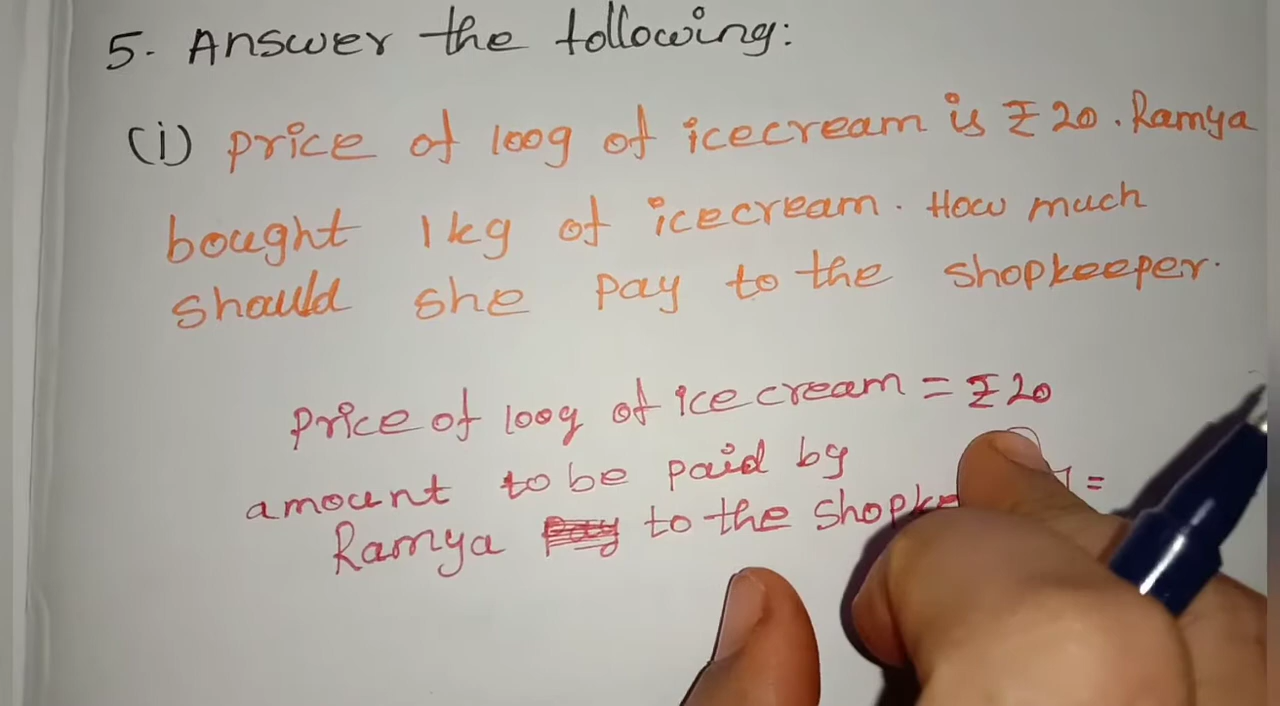 5. Answer the following:
(i) Price of 100g of icecream is ₹20. Ramya
bought 1kg of icecream. How much
should she pay to the shopkeeper.
Price of 100g of ice cream = ₹20
amount to be paid by
Ramya to the =